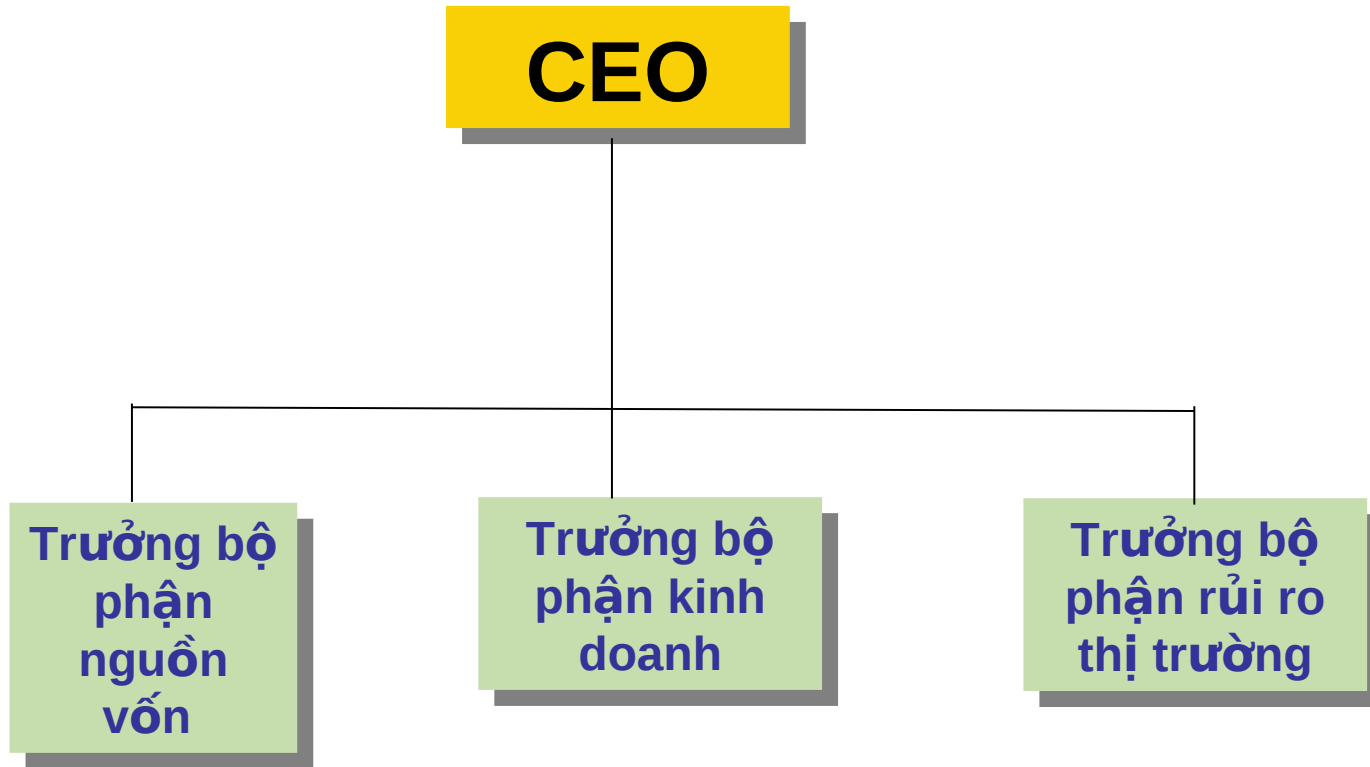 CEO
Trưởng bộ
phận
nguồn
vốn
Trưởng bộ
phận kinh
doanh
Trưởng bộ
phận rủi ro
thị trường